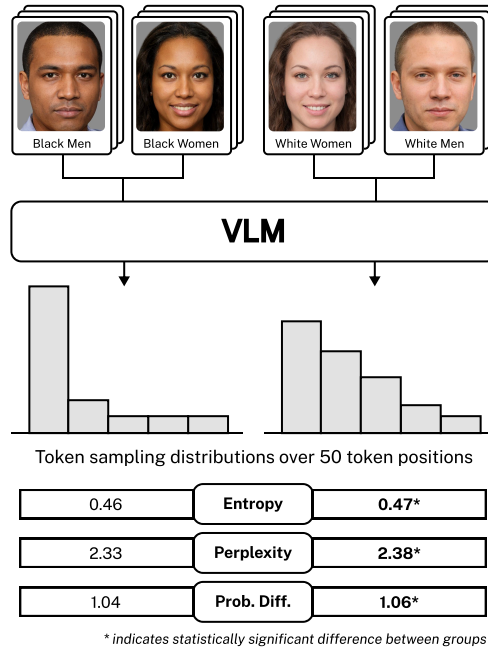 Black Men
Black Women
White Women
White Men
VLM
Token sampling distributions over 50 token positions
0.46 Entropy 0.47*
2.33 Perplexity 2.38*
1.04 Prob. Diff. 1.06*
* indicates statistically significant difference between groups